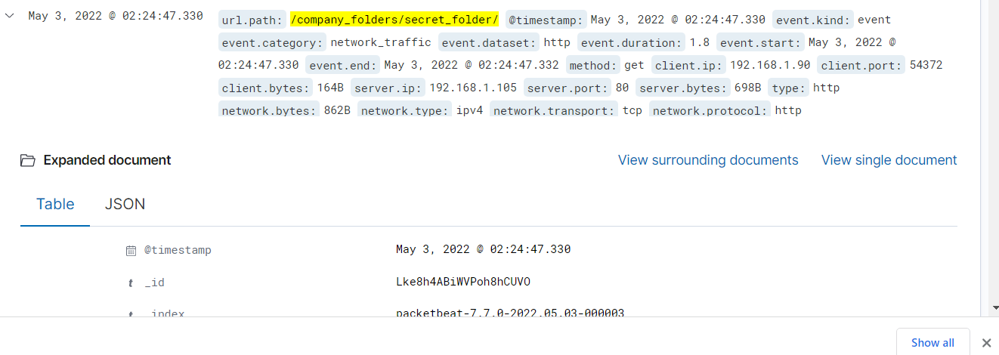 May 3, 2022 @ 02:24:47.330 url.path: /company_folders/secret_folder/ @timestamp: May 3, 2022 @ 02:24:47.330 event.kind: event
event.category: network_traffic event.dataset: http event.duration: 1.8 event.start: May 3, 2022 @
02:24:47.330 event.end: May 3, 2022 @ 02:24:47.332 method: get client.ip: 192.168.1.90 client.port: 54372
client.bytes: 164B server.ip: 192.168.1.105 server.port: 80 server.bytes: 698B type: http
network.bytes: 862B network.type: ipv4 network.transport: tcp network.protocol: http
Expanded document View surrounding documents View single document
Table JSON
@timestamp May 3, 2022 @ 02:24:47.330
t _id Lke8h4ABiWVPoh8hCUVO
t _index packetbeat-7.7.0-2022.05.03-000003
Show all